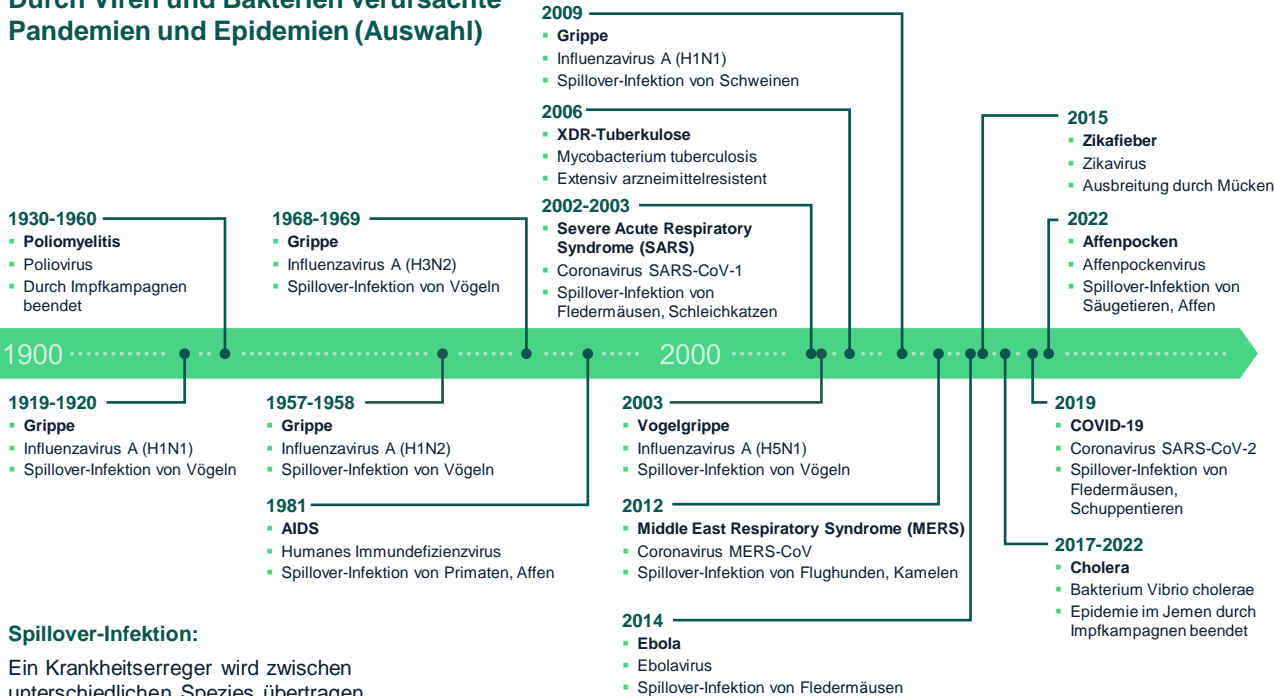 Durch Viren und Bakterien verursachte
Pandemien und Epidemien (Auswahl)
2009
Grippe
Influenzavirus A (H1N1)
Spillover-Infektion von Schweinen
2006
XDR-Tuberkulose
Mycobacterium tuberculosis
Extensiv arzneimittelresistent
2015
Zikafieber
Zikavirus
Ausbreitung durch Mücken
1930-1960
Poliomyelitis
Poliovirus
Durch Impfkampagnen
beendet
1968-1969
Grippe
Influenzavirus A (H3N2)
Spillover-Infektion von Vögeln
2002-2003
Severe Acute Respiratory
Syndrome (SARS)
Coronavirus SARS-CoV-1
Spillover-Infektion von
Fledermäusen, Schleichkatzen
2022
Affenpocken
Affenpockenvirus
Spillover-Infektion von
Säugetieren, Affen
1900
2000
1919-1920
Grippe
Influenzavirus A (H1N1)
Spillover-Infektion von Vögeln
1957-1958
Grippe
Influenzavirus A (H1N2)
Spillover-Infektion von Vögeln
1981
AIDS
Humanes Immundefizienzvirus
Spillover-Infektion von Primaten, Affen
2003
Vogelgrippe
Influenzavirus A (H5N1)
Spillover-Infektion von Vögeln
2012
Middle East Respiratory Syndrome (MERS)
Coronavirus MERS-CoV
Spillover-Infektion von Flughunden, Kamelen
2014
Ebola
Ebolavirus
Spillover-Infektion von Fledermäusen
2019
COVID-19
Coronavirus SARS-CoV-2
Spillover-Infektion von
Fledermäusen,
Schuppentieren
2017-2022
Cholera
Bakterium Vibrio cholerae
Epidemie im Jemen durch
Impfkampagnen beendet
Spillover-Infektion:
Ein Krankheitserreger wird zwischen
unterschiedlichen Spezies übertragen